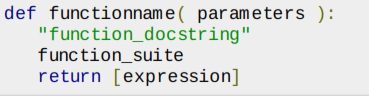 def functionname( parameters ):
   "function_docstring"
   function_suite
   return [expression]